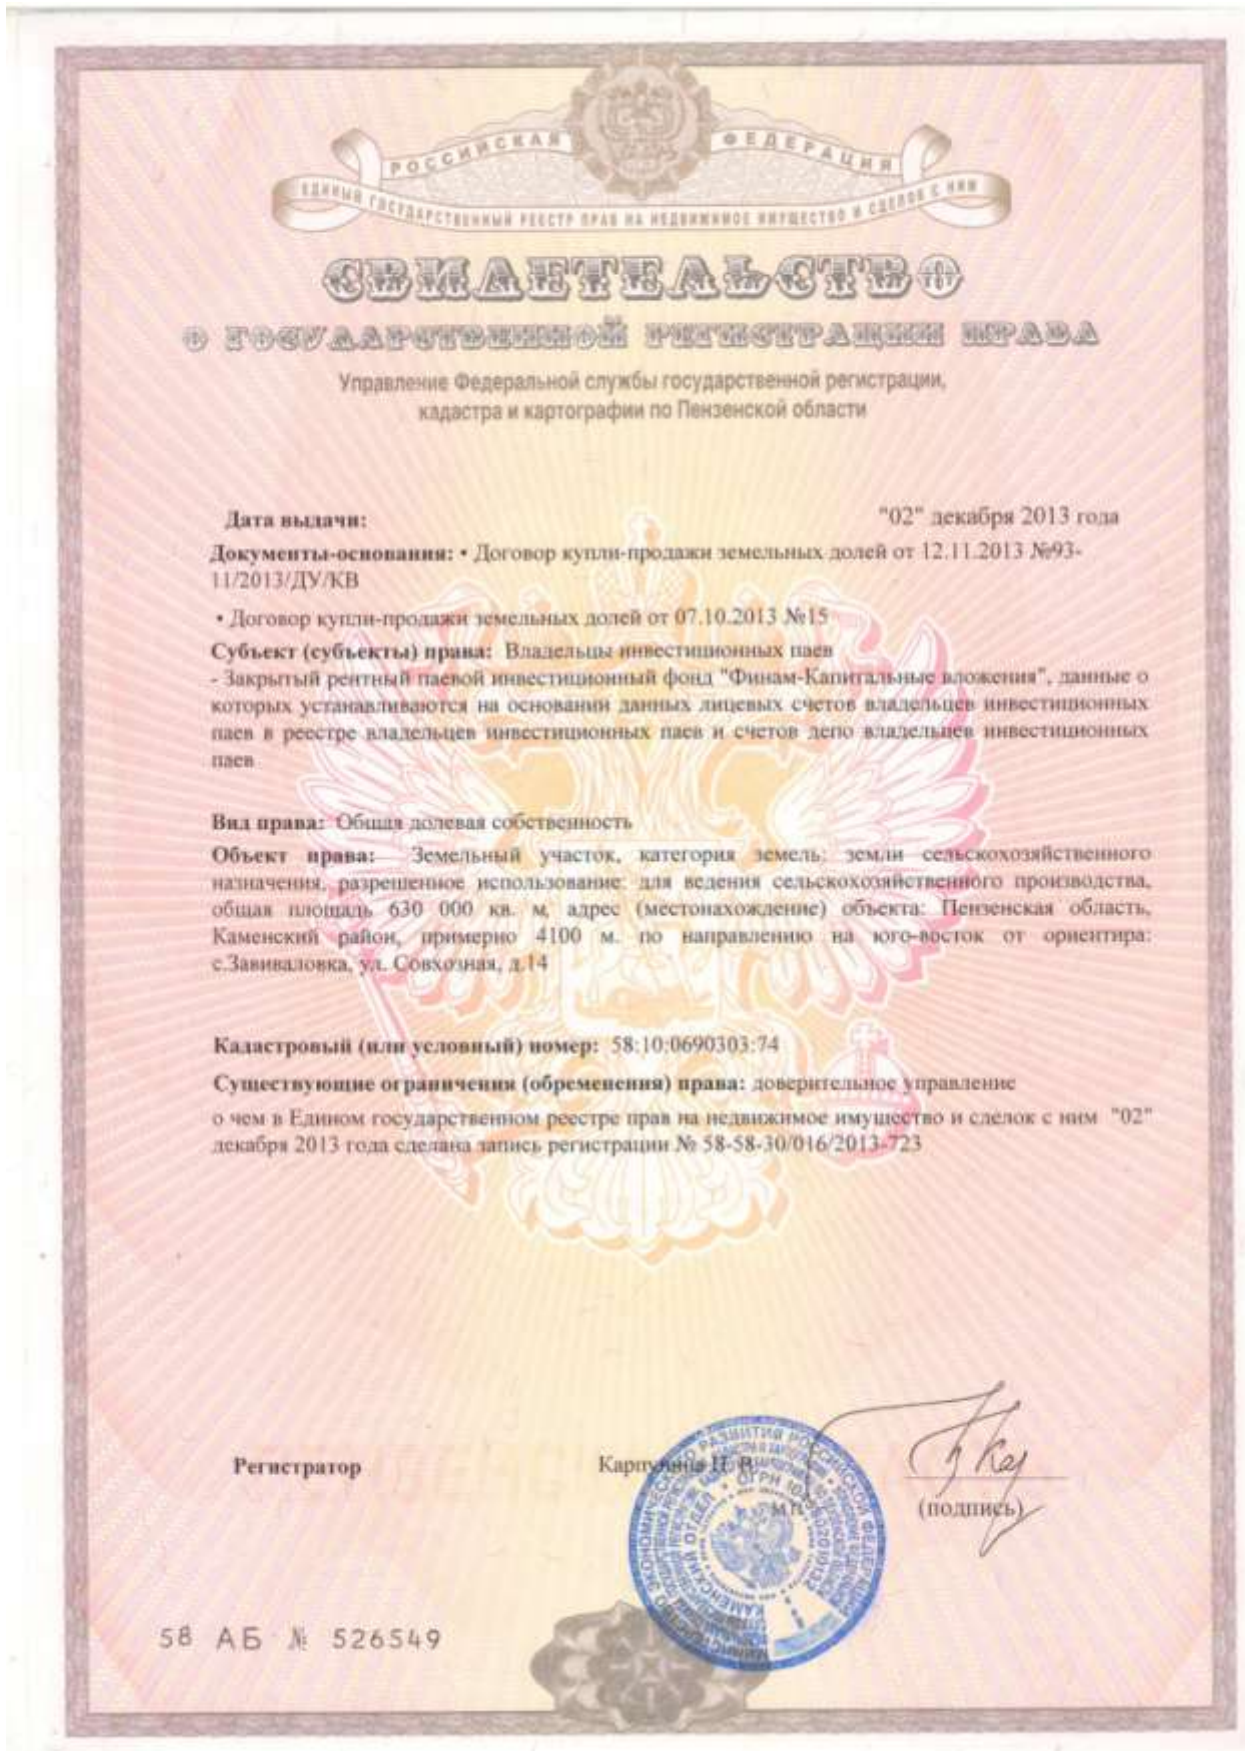 РОССИЙСКАЯ ФЕДЕРАЦИЯ
ЕДИНЫЙ ГОСУДАРСТВЕННЫЙ РЕЕСТР ПРАВ НА НЕДВИЖИМОЕ ИМУЩЕСТВО И СДЕЛОК С НИМ
СВИДЕТЕЛЬСТВО
О ГОСУДАРСТВЕННОЙ РЕГИСТРАЦИИ ПРАВА
Управление Федеральной службы государственной регистрации,
кадастра и картографии по Пензенской области
Дата выдачи: "02" декабря 2013 года
Документы-основания: • Договор купли-продажи земельных долей от 12.11.2013 №93-
11/2013/ДУ/КВ
• Договор купли-продажи земельных долей от 07.10.2013 №15
Субъект (субъекты) права: Владельцы инвестиционных паев
- Закрытый рентный паевой инвестиционный фонд "Финам-Капитальные вложения", данные о
которых устанавливаются на основании данных лицевых счетов владельцев инвестиционных
паев в реестре владельцев инвестиционных паев и счетов депо владельцев инвестиционных
паев
Вид права: Общая долевая собственность
Объект права: Земельный участок, категория земель: земли сельскохозяйственного
назначения, разрешенное использование: для ведения сельскохозяйственного производства,
общая площадь 630 000 кв. м, адрес (местонахождение) объекта: Пензенская область,
Каменский район, примерно 4100 м. по направлению на юго-восток от ориентира:
с.Завиваловка, ул. Совхозная, д.14
Кадастровый (или условный) номер: 58:10:0690303:74
Существующие ограничения (обременения) права: доверительное управление
о чем в Едином государственном реестре прав на недвижимое имущество и сделок с ним "02"
декабря 2013 года сделана запись регистрации № 58-58-30/016/2013-723
Регистратор
М.П.
(подпись)
КАМЕНСКИЙ ОТДЕЛ
58 АБ № 526549